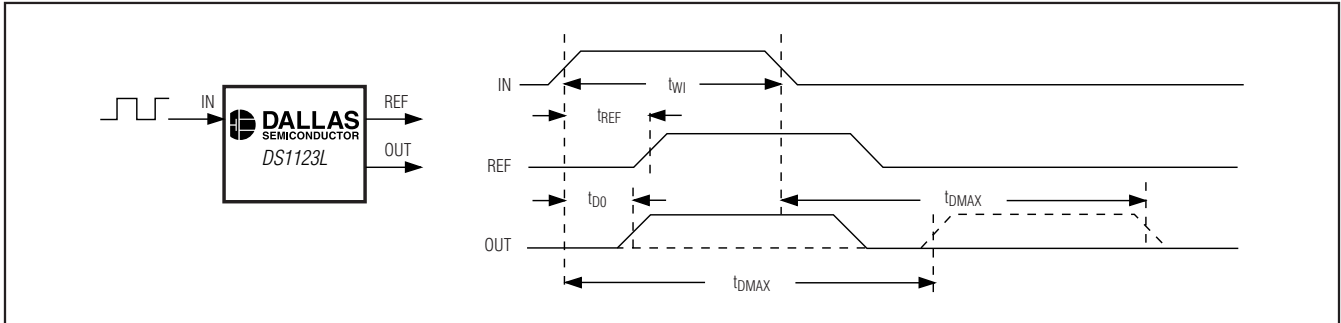 IN
DALLAS
SEMICONDUCTOR
DS1123L
REF
OUT
IN
tWI
tREF
REF
tD0
tDMAX
OUT
tDMAX